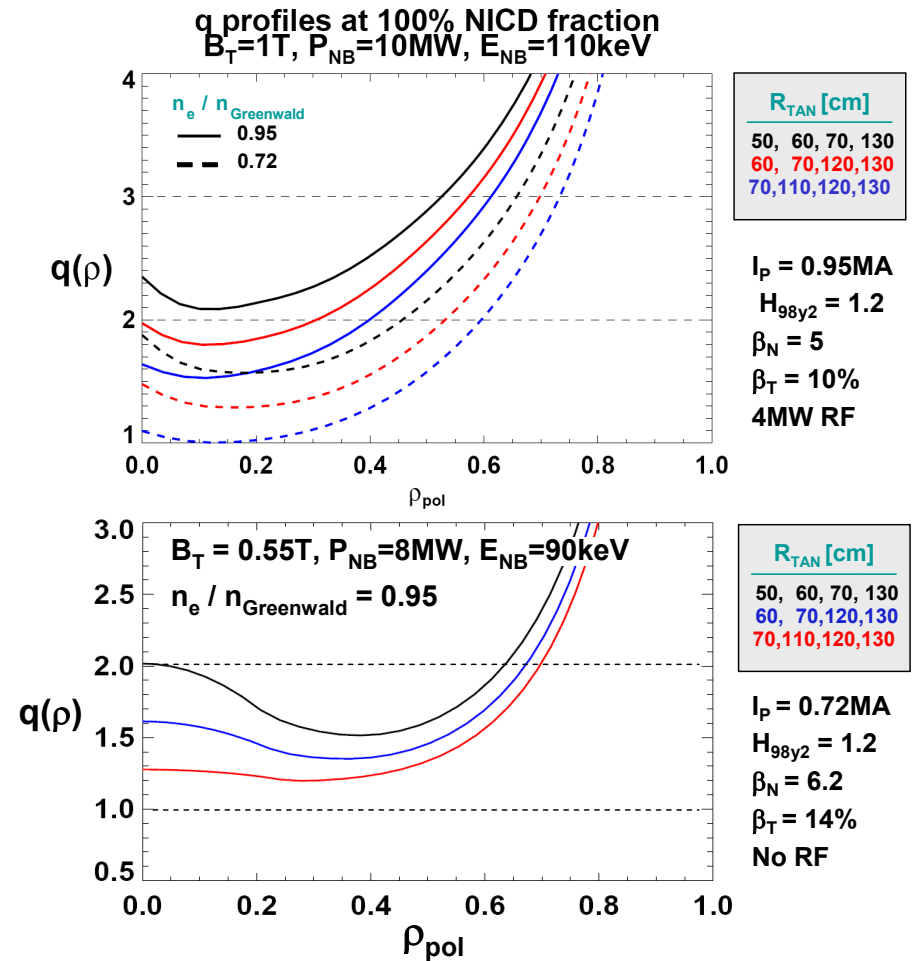 q profiles at 100% NICD fraction
B_T=1T, P_NB=10MW, E_NB=110keV
4
3
2
1
q(ρ)
n_e / n_Greenwald
0.95
0.72
0.0 0.2 0.4 0.6 0.8 1.0
ρ_pol
R_TAN [cm]
50, 60, 70, 130
60, 70,120,130
70,110,120,130
I_P = 0.95MA
H_98y2 = 1.2
β_N = 5
β_T = 10%
4MW RF
3.0
2.5
2.0
1.5
1.0
0.5
q(ρ)
B_T = 0.55T, P_NB=8MW, E_NB=90keV
n_e / n_Greenwald = 0.95
0.0 0.2 0.4 0.6 0.8 1.0
ρ_pol
R_TAN [cm]
50, 60, 70, 130
60, 70,120,130
70,110,120,130
I_P = 0.72MA
H_98y2 = 1.2
β_N = 6.2
β_T = 14%
No RF